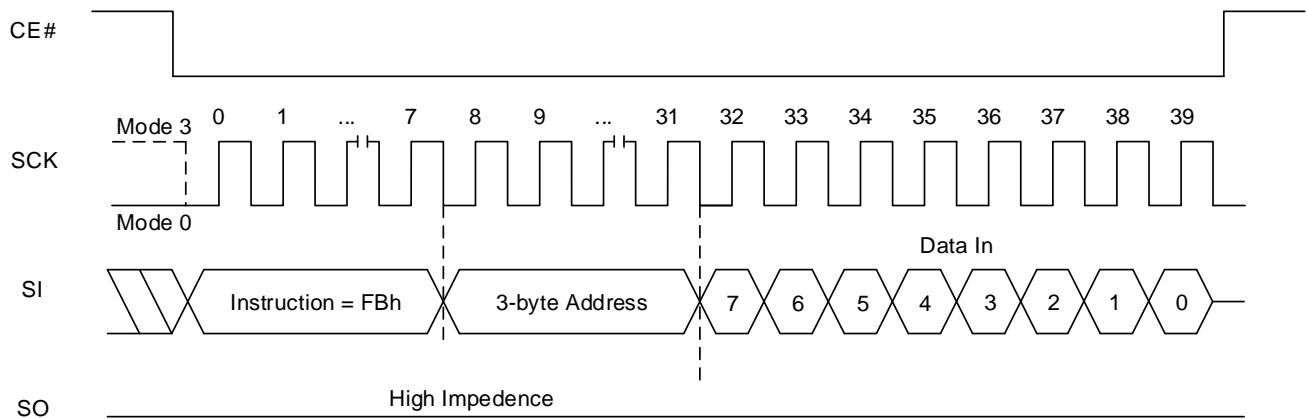 CE#
0 1 ... 7 8 9 ... 31 32 33 34 35 36 37 38 39
Mode 3
SCK
Mode 0
Data In
SI Instruction = FBh 3-byte Address 7 6 5 4 3 2 1 0
High Impedence
SO